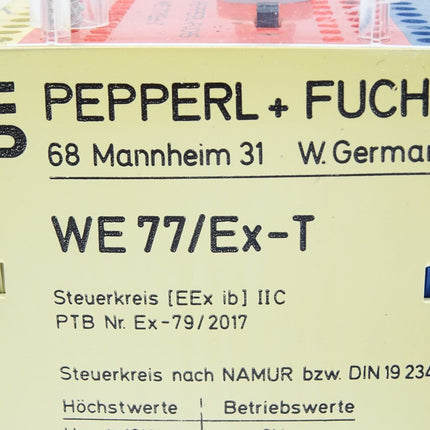 PEPPERL + FUCH
68 Mannheim 31 W. German
WE 77/Ex-T
Steuerkreis [EEx ib] IIC
PTB Nr. Ex-79/2017
Steuerkreis nach NAMUR bzw. DIN 19 234
Höchstwerte Betriebswerte